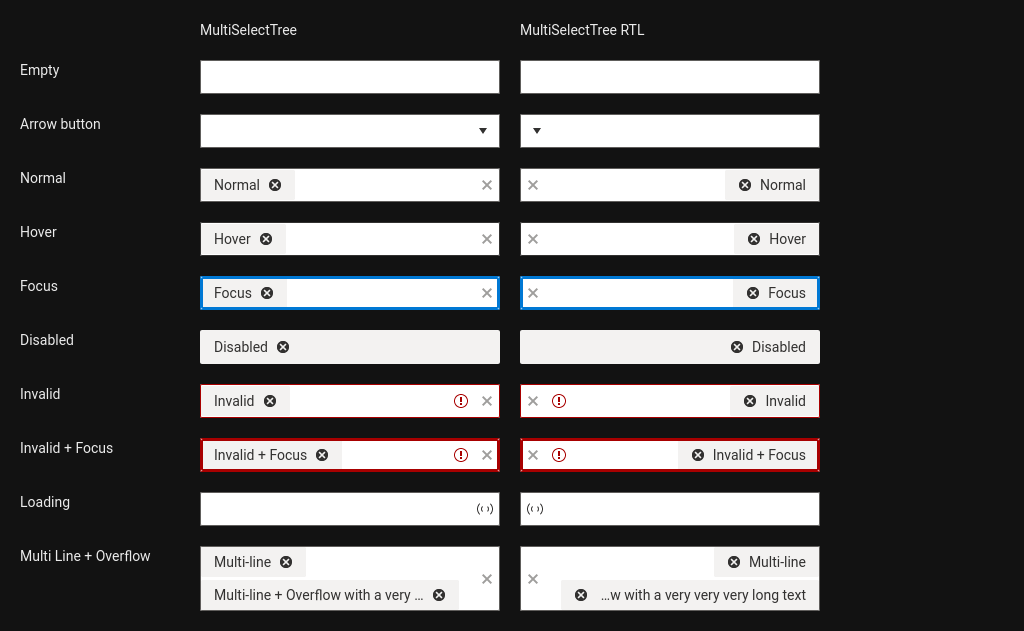 MultiSelectTree MultiSelectTree RTL
Empty
Arrow button
Normal Normal Normal
Hover Hover Hover
Focus Focus Focus
Disabled Disabled Disabled
Invalid Invalid Invalid
Invalid + Focus Invalid + Focus Invalid + Focus
Loading
Multi Line + Overflow Multi-line Multi-line
Multi-line + Overflow with a very ... ...w with a very very very long text